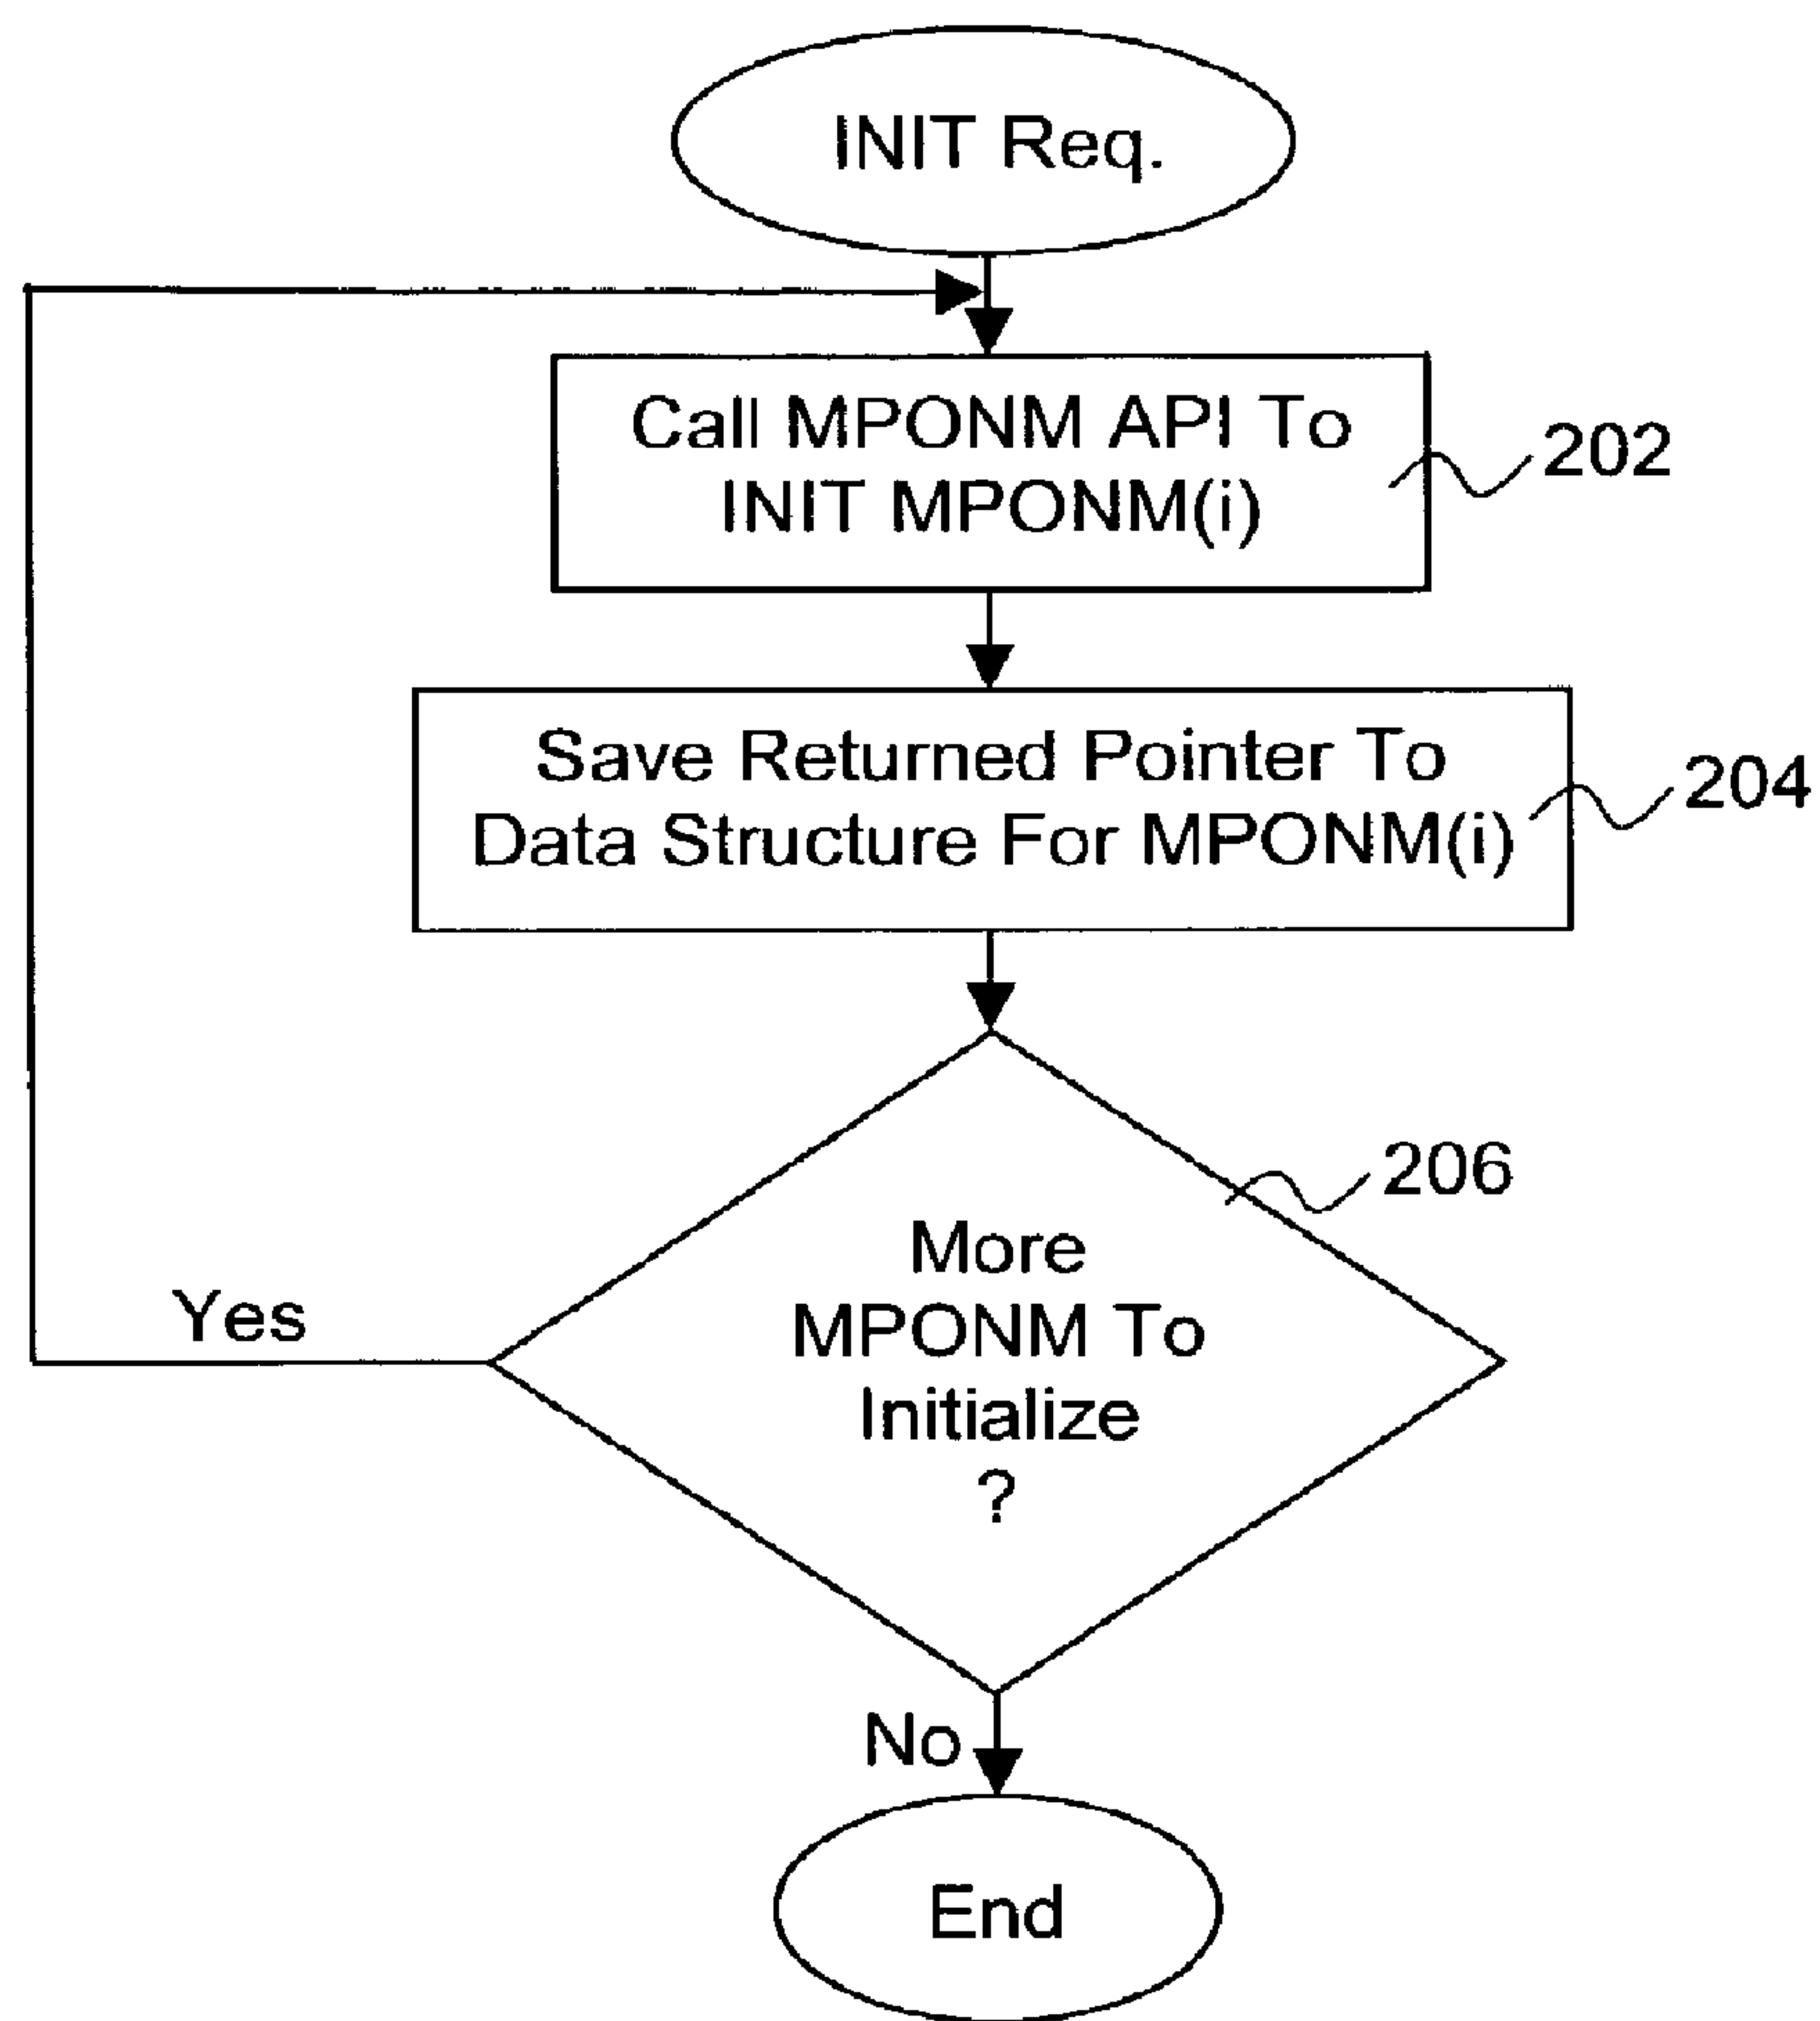 INIT Req.
Call MPONM API To
INIT MPONM(i)
202
Save Returned Pointer To
Data Structure For MPONM(i)
204
206
More
MPONM To
Initialize
?
Yes
No
End